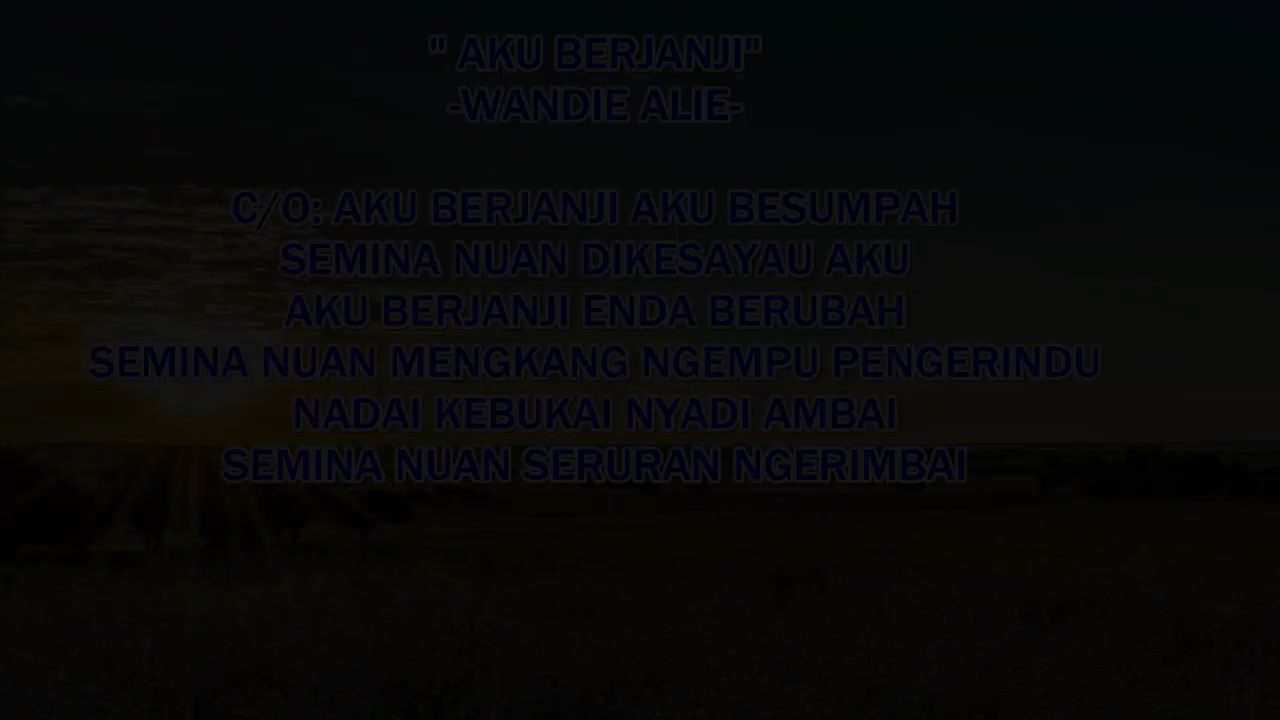 " AKU BERJANJI"
-WANDIE ALIE-
C/O: AKU BERJANJI AKU BESUMPAH
SEMINA NUAN DIKESAYAU AKU
AKU BERJANJI ENDA BERUBAH
SEMINA NUAN MENGKANG NGEMPU PENGERINDU
NADAI KEBUKAI NYADI AMBAI
SEMINA NUAN SERURAN NGERIMBAI